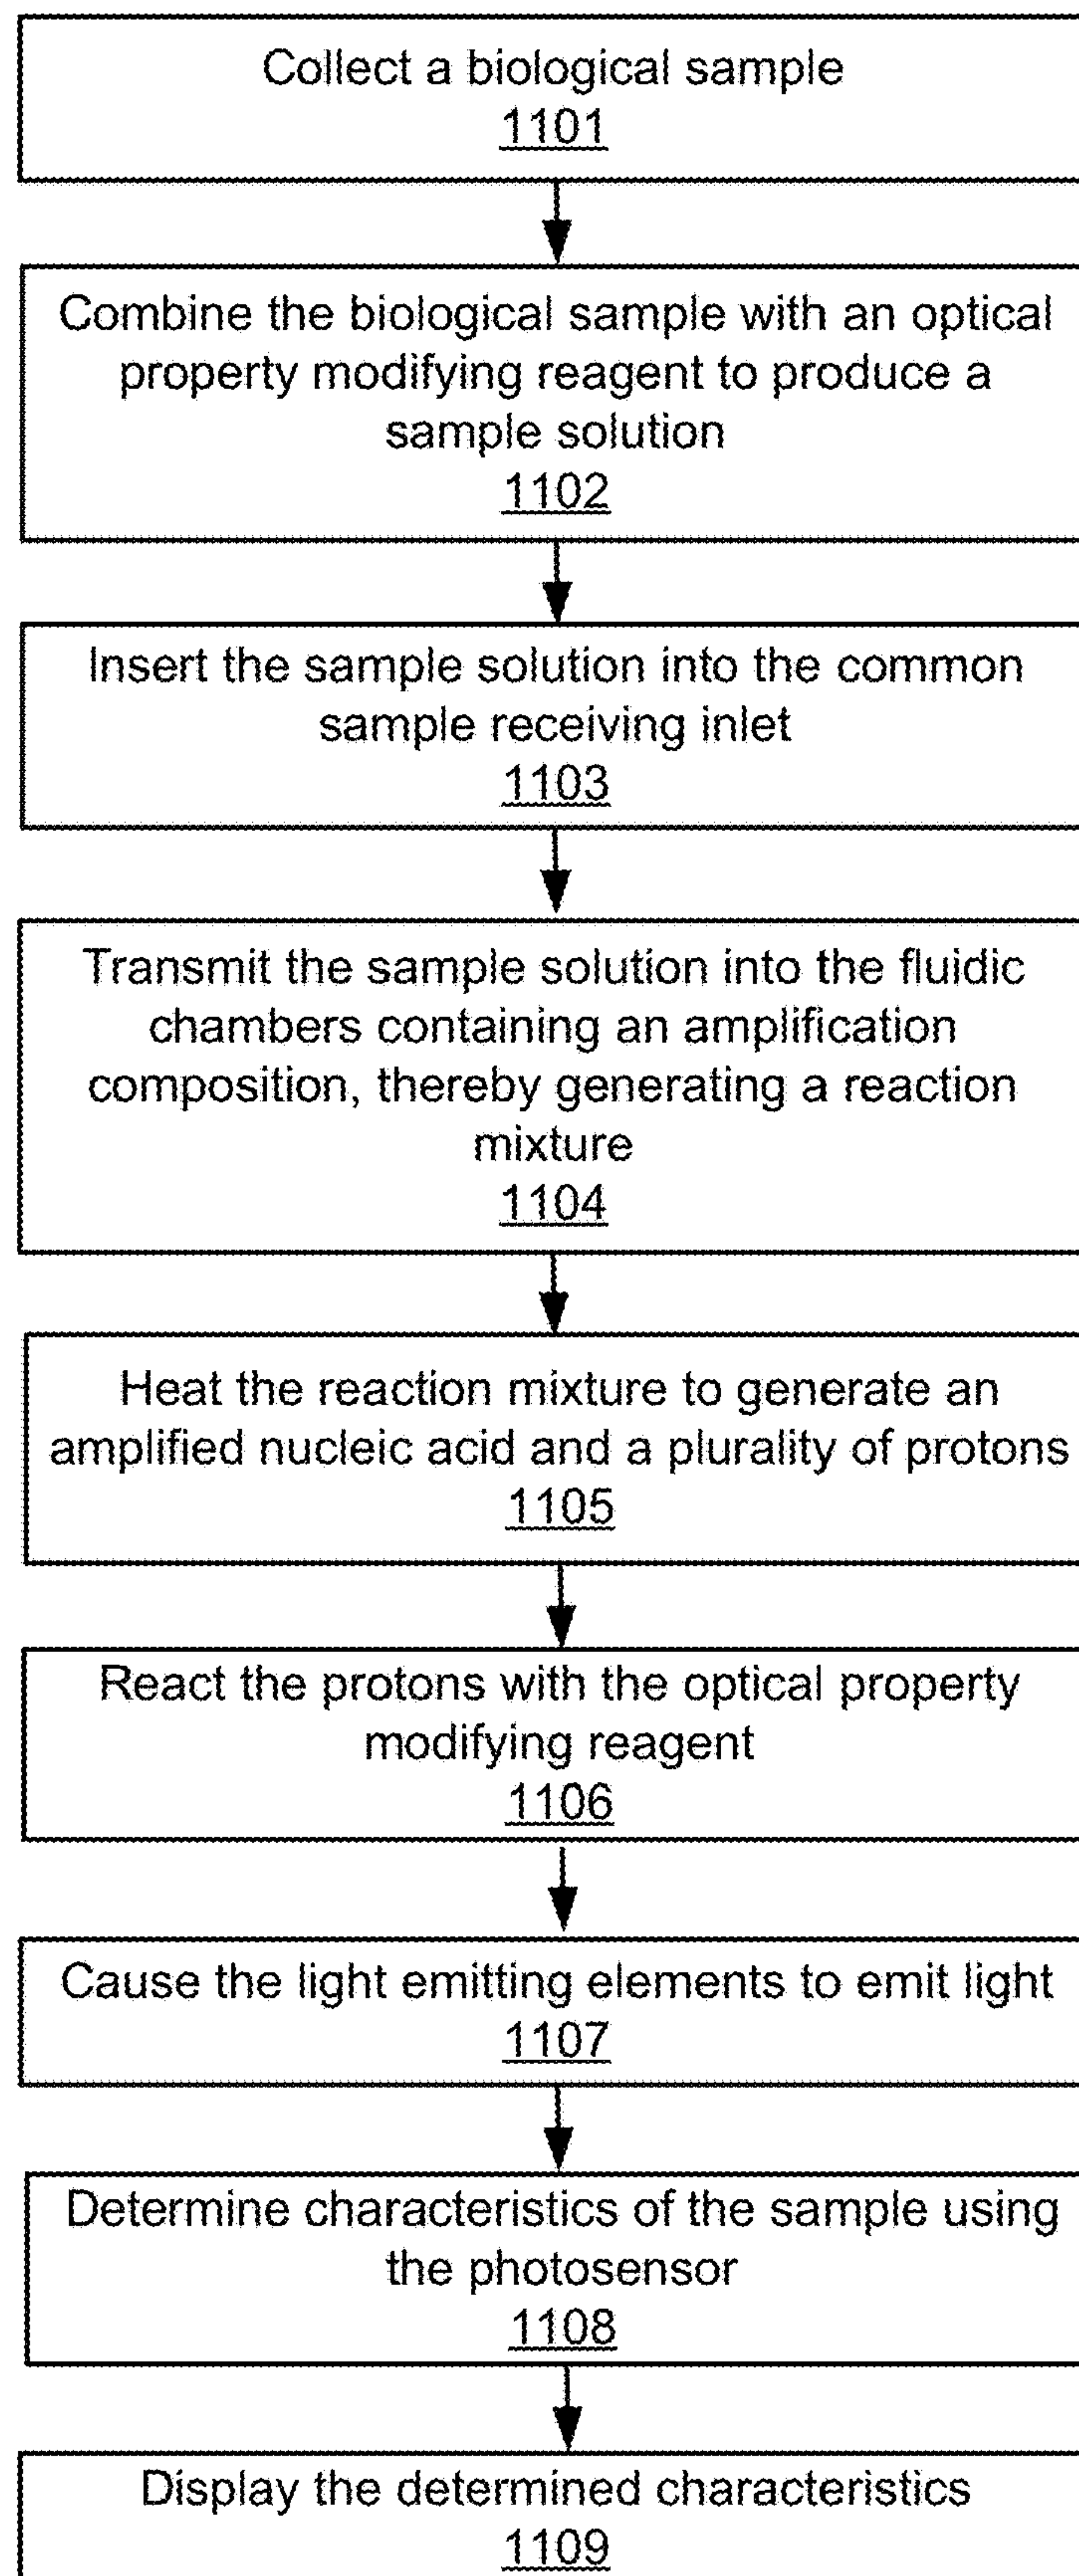 Collect a biological sample
1101
Combine the biological sample with an optical
property modifying reagent to produce a
sample solution
1102
Insert the sample solution into the common
sample receiving inlet
1103
Transmit the sample solution into the fluidic
chambers containing an amplification
composition, thereby generating a reaction
mixture
1104
Heat the reaction mixture to generate an
amplified nucleic acid and a plurality of protons
1105
React the protons with the optical property
modifying reagent
1106
Cause the light emitting elements to emit light
1107
Determine characteristics of the sample using
the photosensor
1108
Display the determined characteristics
1109